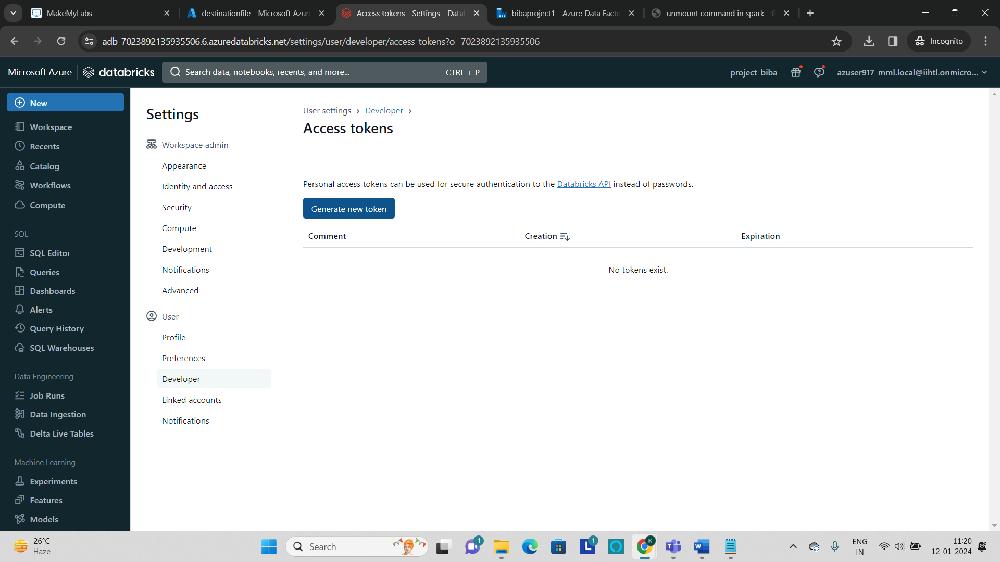 MakeMyLabs
destinationfile - Microsoft Azure
Access tokens - Settings - Datab
bibaproject1 - Azure Data Facto
unmount command in spark - G
adb-7023892135935506.6.azuredatabricks.net/settings/user/developer/access-tokens?o=7023892135935506
Incognito
Microsoft Azure
databricks
Search data, notebooks, recents, and more...
CTRL + P
project_biba
azuser917_mml.local@iihtl.onmicro...
New
Workspace
Recents
Catalog
Workflows
Compute
SQL
SQL Editor
Queries
Dashboards
Alerts
Query History
SQL Warehouses
Data Engineering
Job Runs
Data Ingestion
Delta Live Tables
Machine Learning
Experiments
Features
Models
Settings
Workspace admin
Appearance
Identity and access
Security
Compute
Development
Notifications
Advanced
User
Profile
Preferences
Developer
Linked accounts
Notifications
User settings
Developer
Access tokens
Personal access tokens can be used for secure authentication to the Databricks API instead of passwords.
Generate new token
Comment
Creation
Expiration
No tokens exist.
26°C
Haze
Search
1
L
1
K
ENG
IN
11:20
12-01-2024